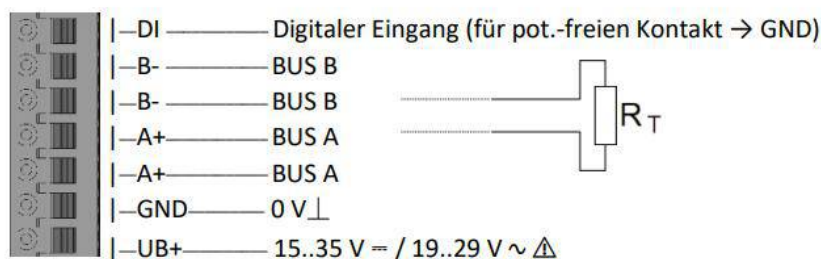 DI Digitaler Eingang (für pot.-freien Kontakt → GND)
B- BUS B
B- BUS B
A+ BUS A
A+ BUS A
GND 0 V⊥
UB+ 15..35 V ⎓ / 19..29 V ~ ⚠
R_T